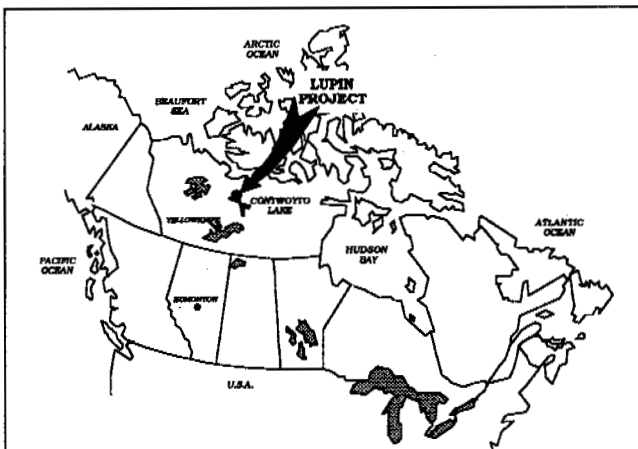 ARCTIC
OCEAN
LUPIN
PROJECT
BEAUFORT
SEA
ALASKA
CONTWOYTO
LAKE
YELLOWKNIFE
ATLANTIC
OCEAN
HUDSON
BAY
PACIFIC
OCEAN
EDMONTON
U.S.A.